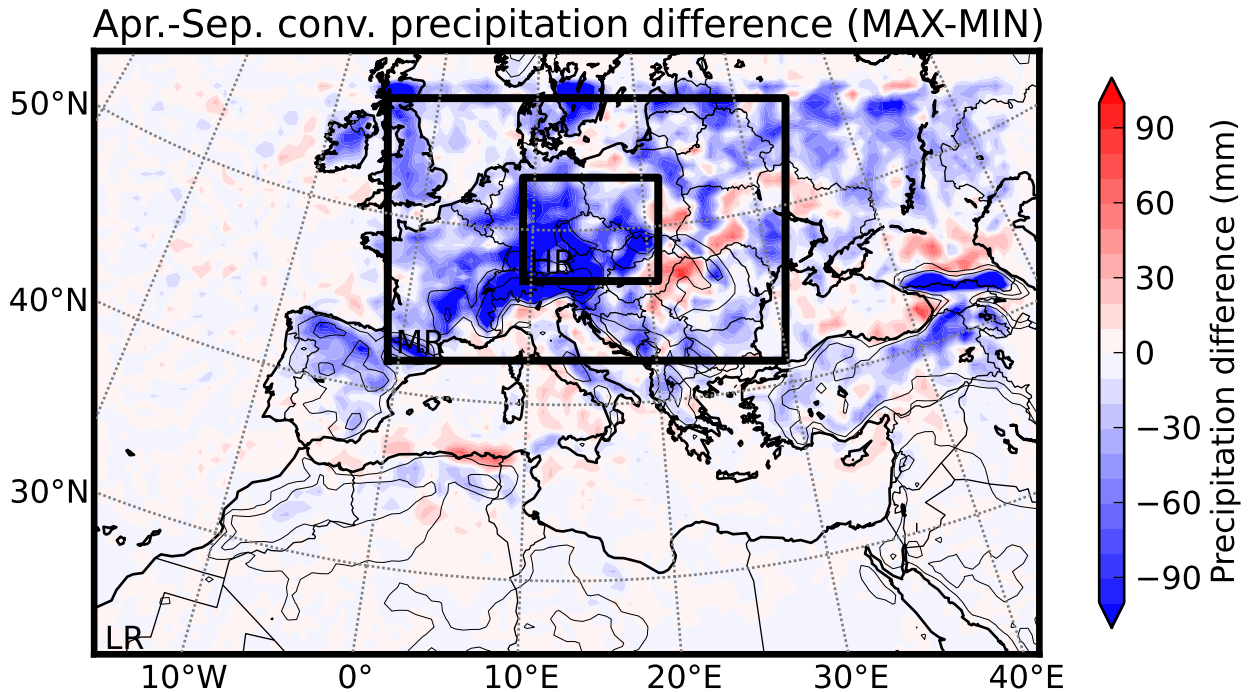 Apr.-Sep. conv. precipitation difference (MAX-MIN)
50°N
40°N
30°N
HR
MR
LR
10°W 0° 10°E 20°E 30°E 40°E
90
60
30
0
−30
−60
−90
Precipitation difference (mm)